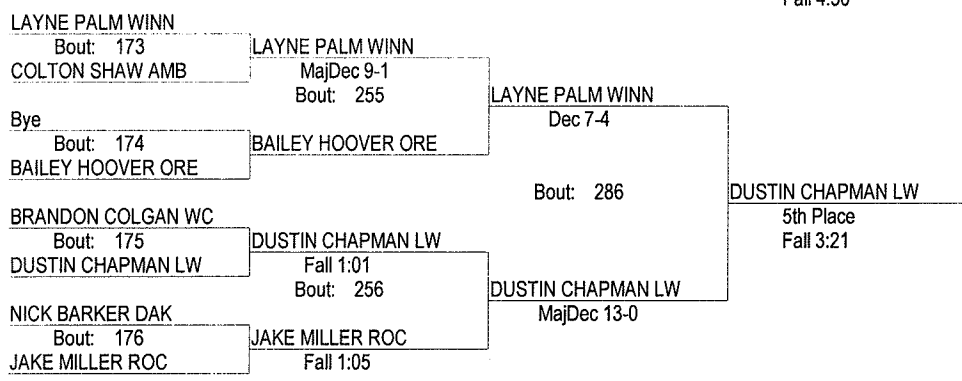 Fall 4:50
LAYNE PALM WINN
Bout: 173
COLTON SHAW AMB
LAYNE PALM WINN
MajDec 9-1
Bout: 255
Bye
Bout: 174
BAILEY HOOVER ORE
BAILEY HOOVER ORE
LAYNE PALM WINN
Dec 7-4
Bout: 286
BRANDON COLGAN WC
Bout: 175
DUSTIN CHAPMAN LW
DUSTIN CHAPMAN LW
Fall 1:01
Bout: 256
NICK BARKER DAK
Bout: 176
JAKE MILLER ROC
JAKE MILLER ROC
Fall 1:05
DUSTIN CHAPMAN LW
MajDec 13-0
DUSTIN CHAPMAN LW
5th Place
Fall 3:21